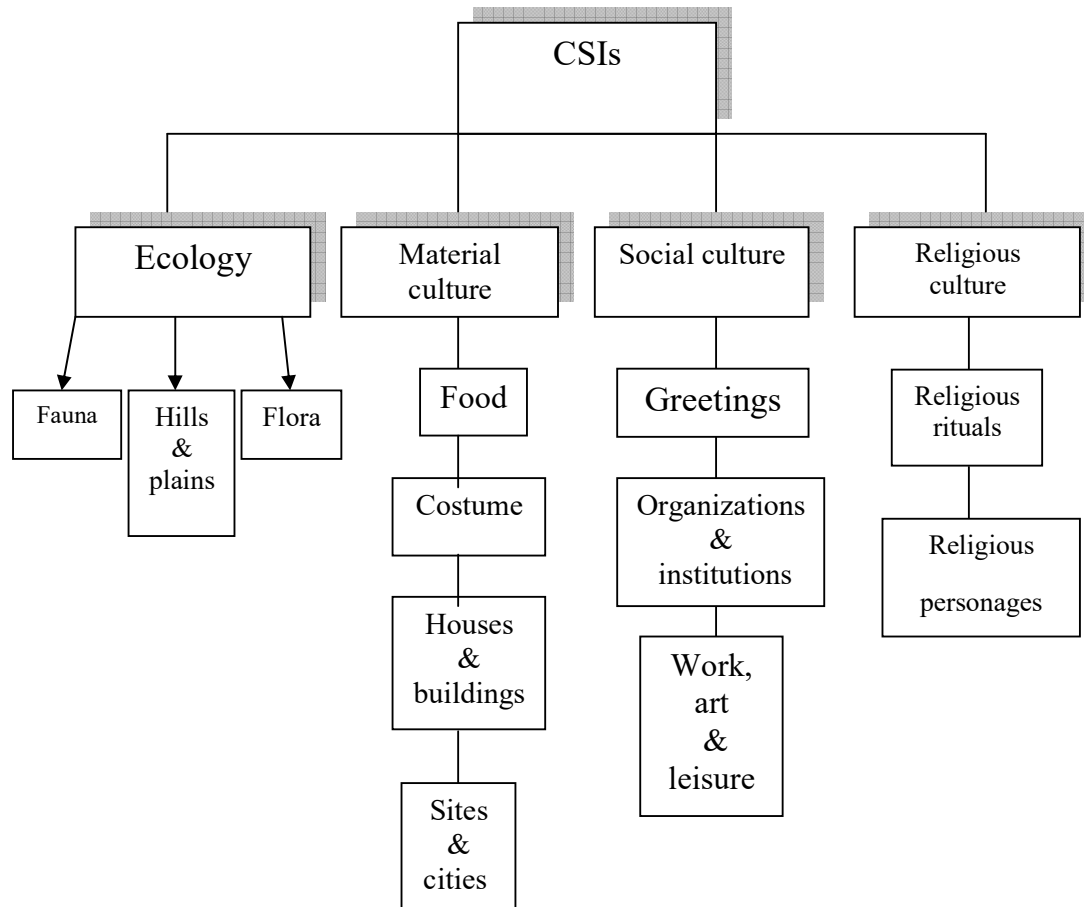 CSIs
Ecology
Material
culture
Social culture
Religious
culture
Fauna
Hills
&
plains
Flora
Food
Costume
Houses
&
buildings
Sites
&
cities
Greetings
Organizations
&
institutions
Work,
art
&
leisure
Religious
rituals
Religious
personages